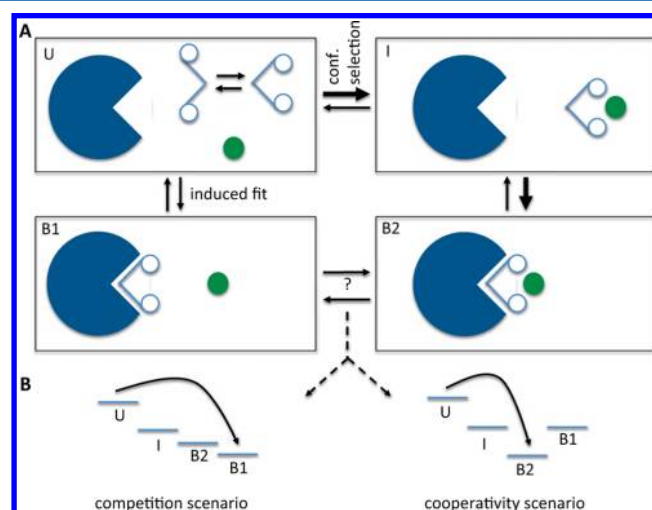 A
U
conf.
selection
I
induced fit
B1
B2
?
B
U
I
B2
B1
U
I
B2
B1
competition scenario
cooperativity scenario